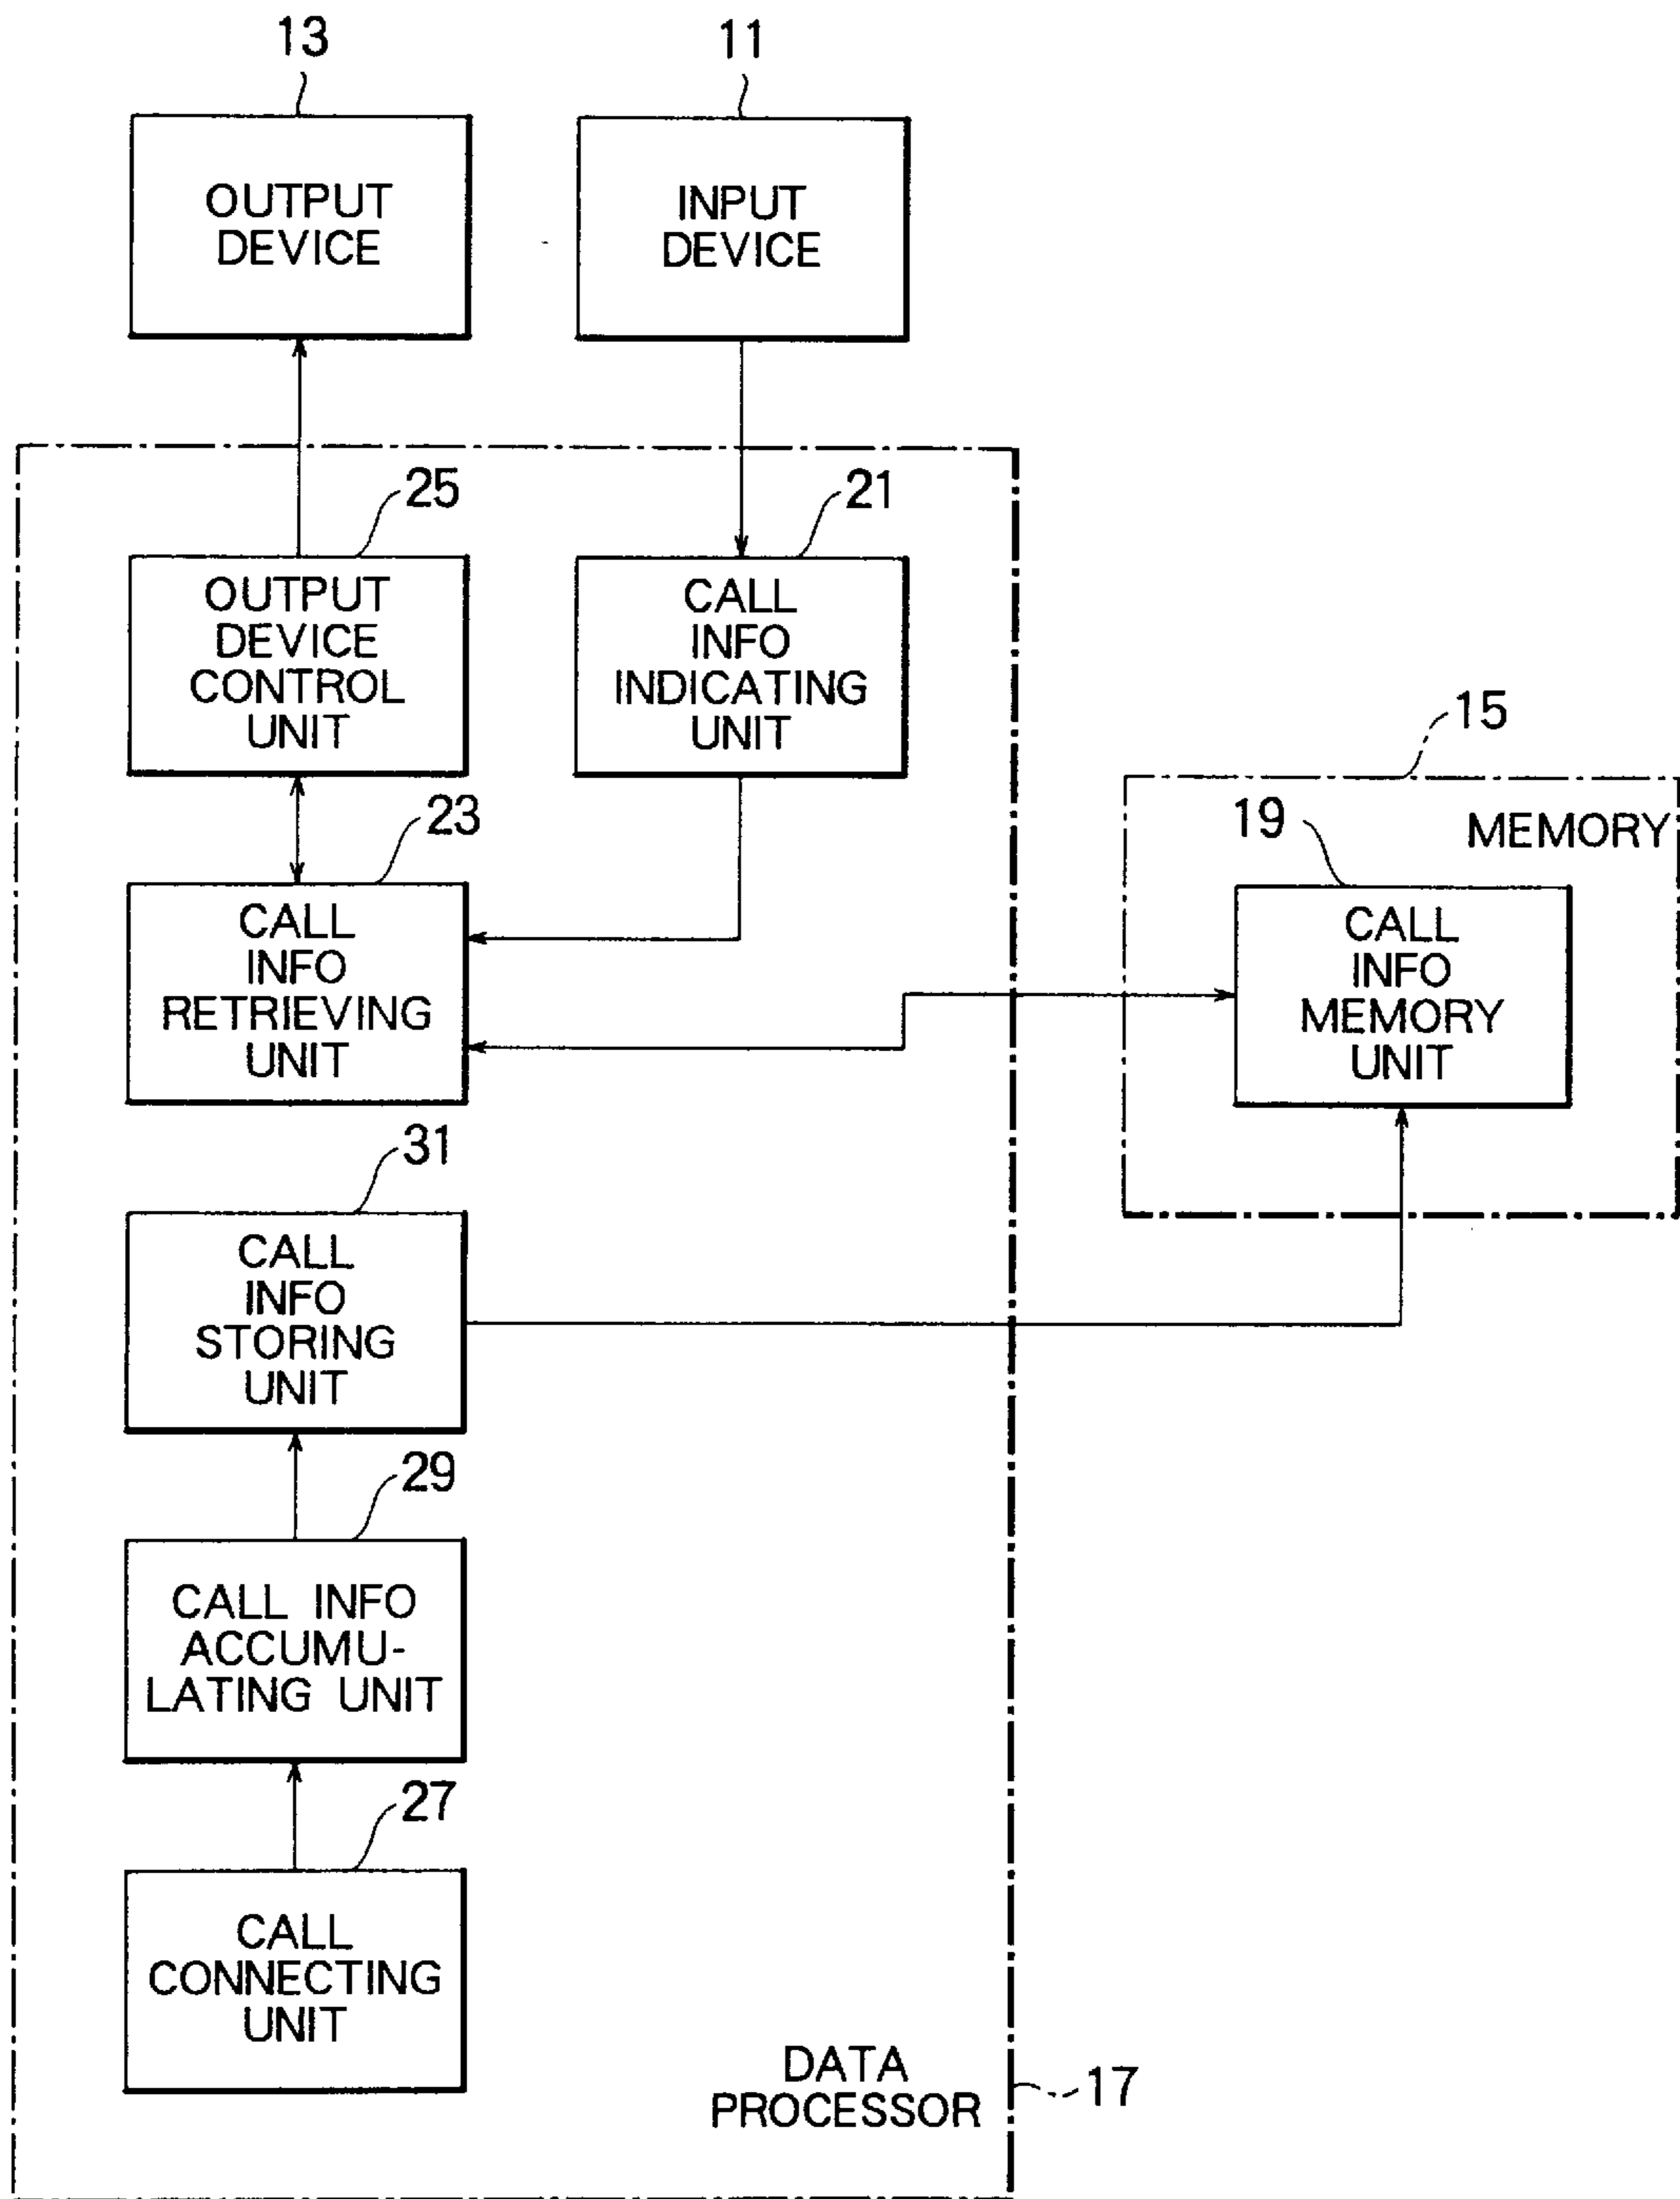 13
11
OUTPUT
DEVICE
INPUT
DEVICE
25
21
OUTPUT
DEVICE
CONTROL
UNIT
CALL
INFO
INDICATING
UNIT
15
MEMORY
23
19
CALL
INFO
RETRIEVING
UNIT
CALL
INFO
MEMORY
UNIT
31
CALL
INFO
STORING
UNIT
29
CALL INFO
ACCUMU-
LATING UNIT
27
CALL
CONNECTING
UNIT
DATA
PROCESSOR
17